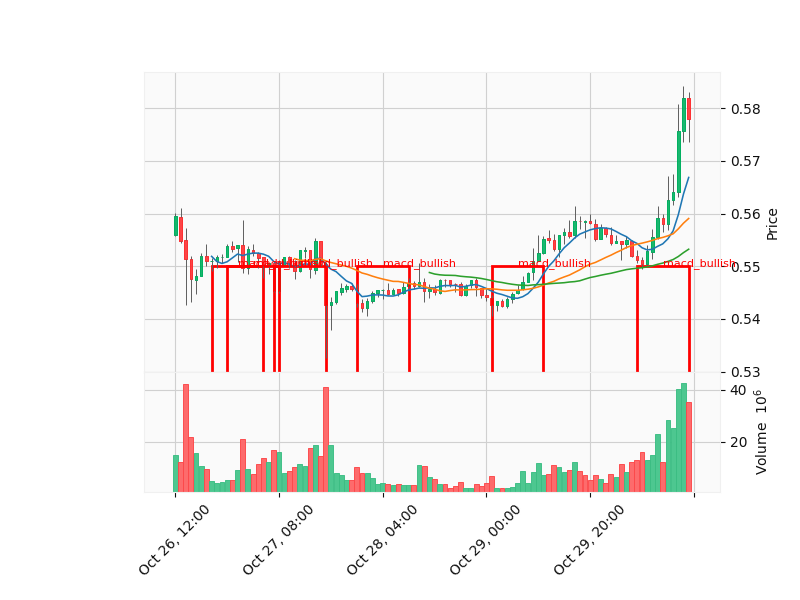 0.58
0.57
0.56
0.55
0.54
0.53
Price
macd_bullish
macd_bullish
macd_bullish
macd_bullish
40
20
Volume 10^6
Oct 26, 12:00
Oct 27, 08:00
Oct 28, 04:00
Oct 29, 00:00
Oct 29, 20:00